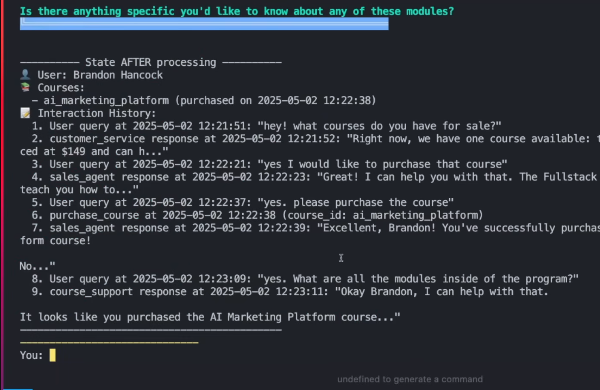 Is there anything specific you'd like to know about any of these modules?
---------- State AFTER processing ----------
👤 User: Brandon Hancock
📚 Courses:
- ai_marketing_platform (purchased on 2025-05-02 12:22:38)
📝 Interaction History:
1. User query at 2025-05-02 12:21:51: "hey! what courses do you have for sale?"
2. customer_service response at 2025-05-02 12:21:52: "Right now, we have one course available: t
ced at $149 and can h..."
3. User query at 2025-05-02 12:22:21: "yes I would like to purchase that course"
4. sales_agent response at 2025-05-02 12:22:23: "Great! I can help you with that. The Fullstack
teach you how to..."
5. User query at 2025-05-02 12:22:37: "yes. please purchase the course"
6. purchase_course at 2025-05-02 12:22:38 (course_id: ai_marketing_platform)
7. sales_agent response at 2025-05-02 12:22:39: "Excellent, Brandon! You've successfully purchas
form course!
No..."
8. User query at 2025-05-02 12:23:09: "yes. What are all the modules inside of the program?"
9. course_support response at 2025-05-02 12:23:11: "Okay Brandon, I can help with that.
It looks like you purchased the AI Marketing Platform course..."
You:
undefined to generate a command